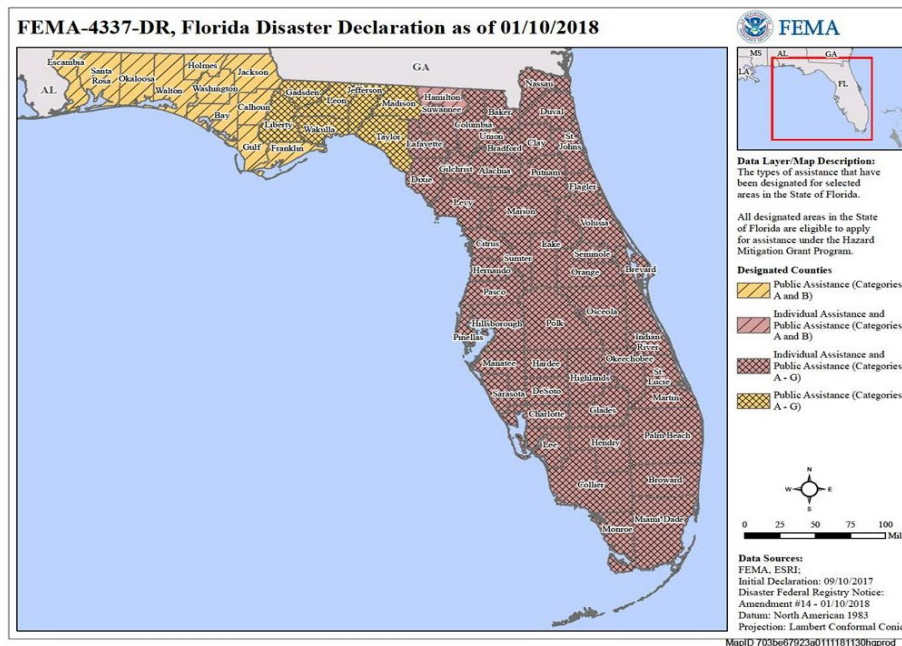 FEMA-4337-DR, Florida Disaster Declaration as of 01/10/2018
FEMA
GA
AL
Escambia
Santa
Rosa
Okaloosa
Holmes
Walton
Washington
Jackson
Bay
Calhoun
Gulf
Liberty
Franklin
Gadsden
Leon
Wakulla
Jefferson
Madison
Taylor
Hamilton
Suwannee
Lafayette
Columbia
Baker
Nassau
Duval
Union
Bradford
Clay
St
Johns
Dixie
Gilchrist
Alachua
Putnam
Flagler
Levy
Marion
Volusia
Citrus
Sumter
Lake
Seminole
Orange
Brevard
Hernando
Pasco
Hillsborough
Pinellas
Polk
Osceola
Indian
River
Manatee
Hardee
Okeechobee
Highlands
St
Lucie
Sarasota
DeSoto
Martin
Charlotte
Glades
Lee
Hendry
Palm Beach
Collier
Broward
Monroe
Miami-Dade
MS
AL
GA
LA
FL
Data Layer/Map Description:
The types of assistance that have
been designated for selected
areas in the State of Florida.
All designated areas in the State
of Florida are eligible to apply
for assistance under the Hazard
Mitigation Grant Program.
Designated Counties
Public Assistance (Categories
A and B)
Individual Assistance and
Public Assistance (Categories
A and B)
Individual Assistance and
Public Assistance (Categories
A - G)
Public Assistance (Categories
A - G)
N
W E
S
0 25 50 75 100
Mil
Data Sources:
FEMA, ESRI;
Initial Declaration: 09/10/2017
Disaster Federal Registry Notice:
Amendment #14 - 01/10/2018
Datum: North American 1983
Projection: Lambert Conformal Conic
MapID 703be67923a0111181130hqprod